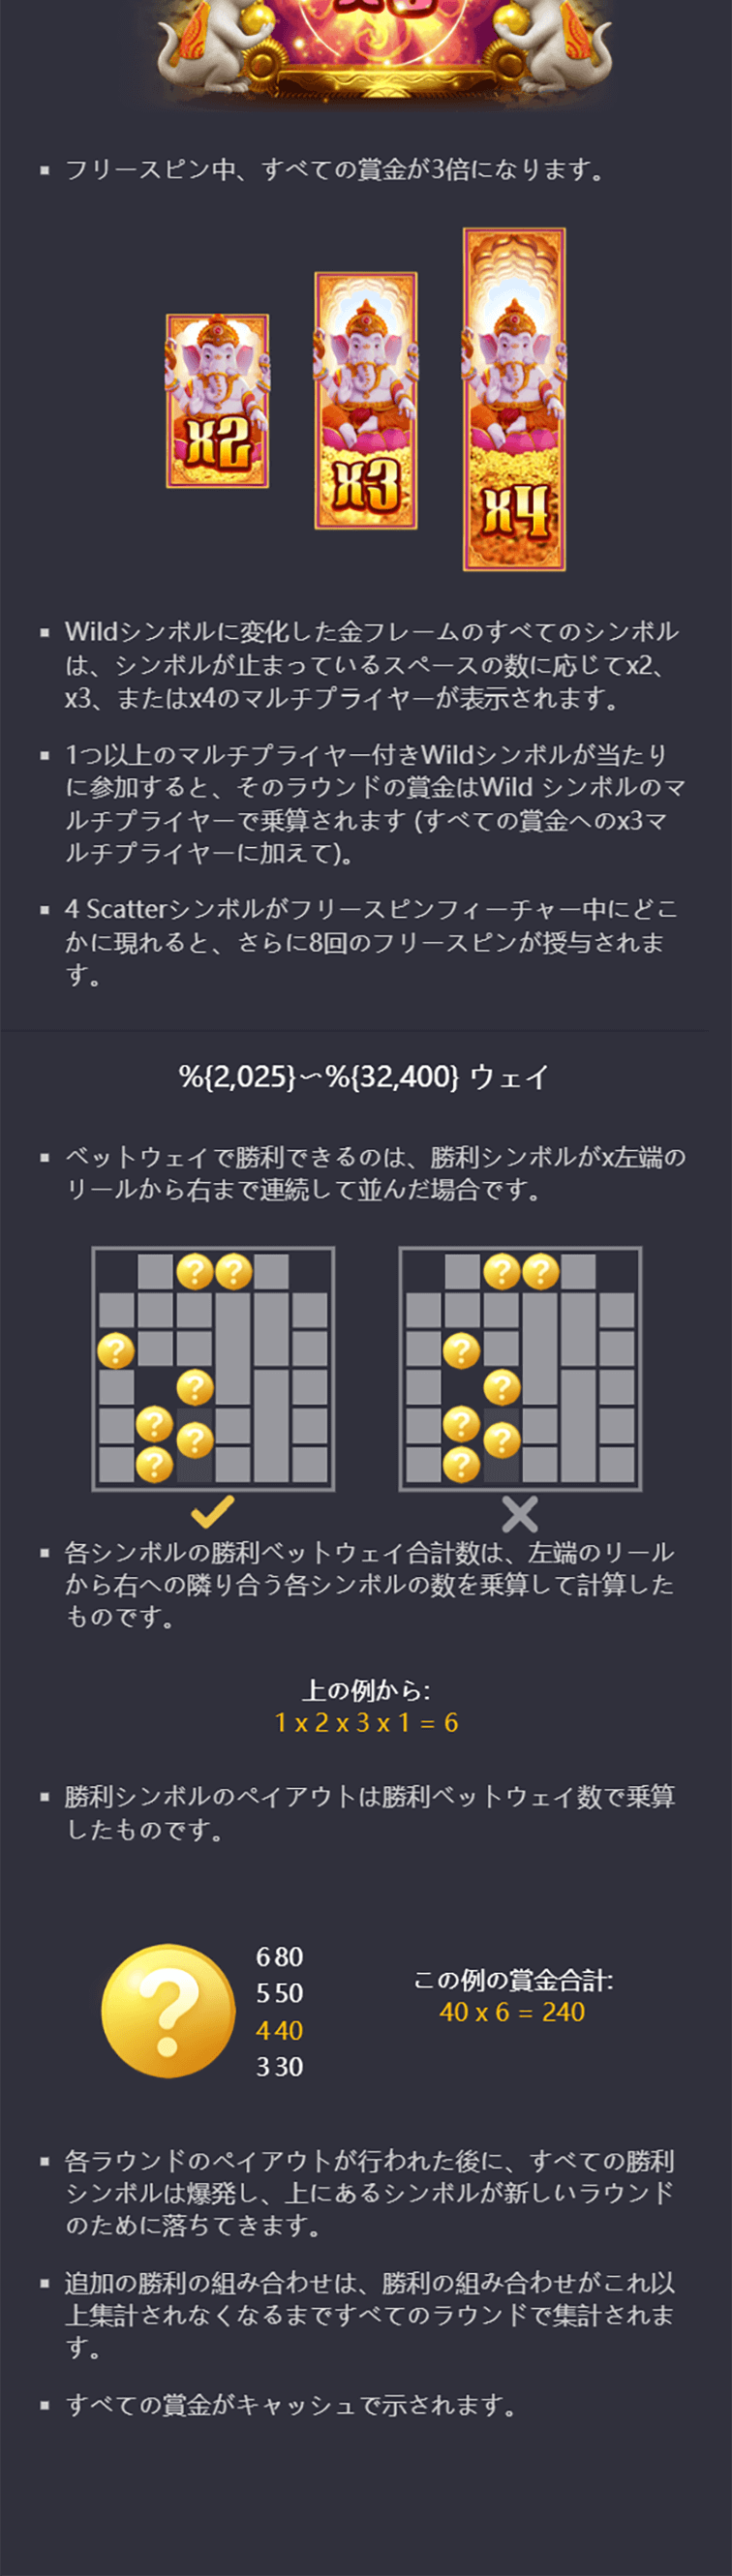 x3
フリースピン中、すべての賞金が3倍になります。
x2
x3
x4
Wildシンボルに変化した金フレームのすべてのシンボル
は、シンボルが止まっているスペースの数に応じてx2、
x3、またはx4のマルチプライヤーが表示されます。
1つ以上のマルチプライヤー付きWildシンボルが当たり
に参加すると、そのラウンドの賞金はWild シンボルのマ
ルチプライヤーで乗算されます (すべての賞金へのx3マ
ルチプライヤーに加えて)。
4 Scatterシンボルがフリースピンフィーチャー中にどこ
かに現れると、さらに8回のフリースピンが授与されま
す。
%{2,025}~%{32,400} ウェイ
ベットウェイで勝利できるのは、勝利シンボルがx左端の
リールから右まで連続して並んだ場合です。
各シンボルの勝利ベットウェイ合計数は、左端のリール
から右への隣り合う各シンボルの数を乗算して計算した
ものです。
上の例から:
1 x 2 x 3 x 1 = 6
勝利シンボルのペイアウトは勝利ベットウェイ数で乗算
したものです。
6 80
5 50
4 40
3 30
この例の賞金合計:
40 x 6 = 240
各ラウンドのペイアウトが行われた後に、すべての勝利
シンボルは爆発し、上にあるシンボルが新しいラウンド
のために落ちてきます。
追加の勝利の組み合わせは、勝利の組み合わせがこれ以
上集計されなくなるまですべてのラウンドで集計されま
す。
すべての賞金がキャッシュで示されます。